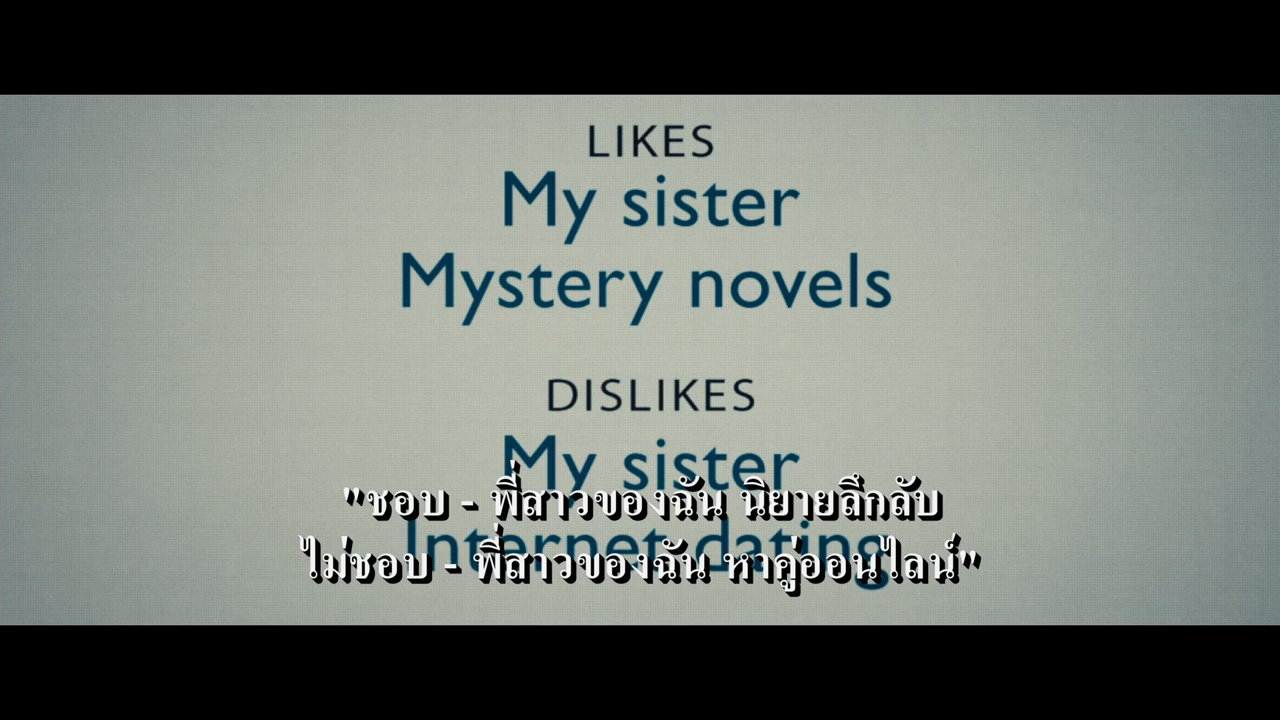 LIKES
My sister
Mystery novels
DISLIKES
My sister
Internet dating
"ชอบ - พี่สาวของฉัน นิยายลึกลับ
ไม่ชอบ - พี่สาวของฉัน หาคู่ออนไลน์"